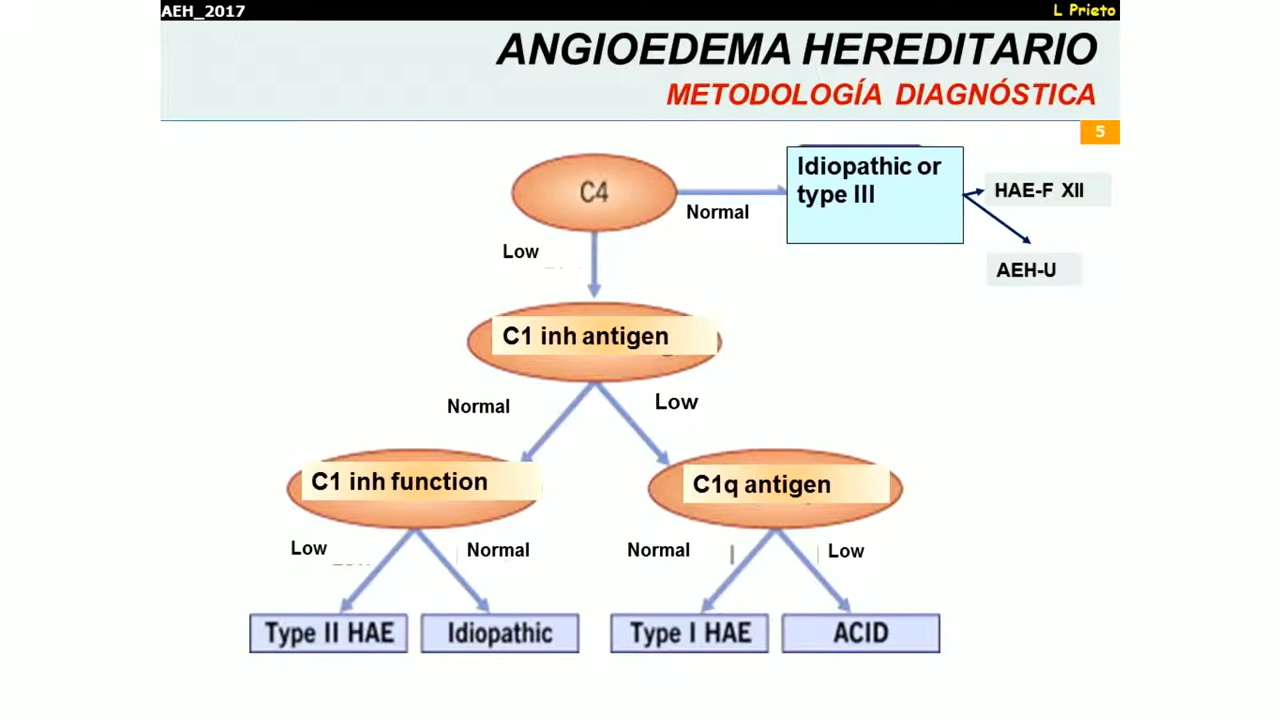 AEH_2017
L Prieto
ANGIOEDEMA HEREDITARIO
METODOLOGÍA DIAGNÓSTICA
5
C4
Normal
Idiopathic or
type III
HAE-F XII
AEH-U
Low
C1 inh antigen
Normal
Low
C1 inh function
C1q antigen
Low
Normal
Normal
Low
Type II HAE
Idiopathic
Type I HAE
ACID